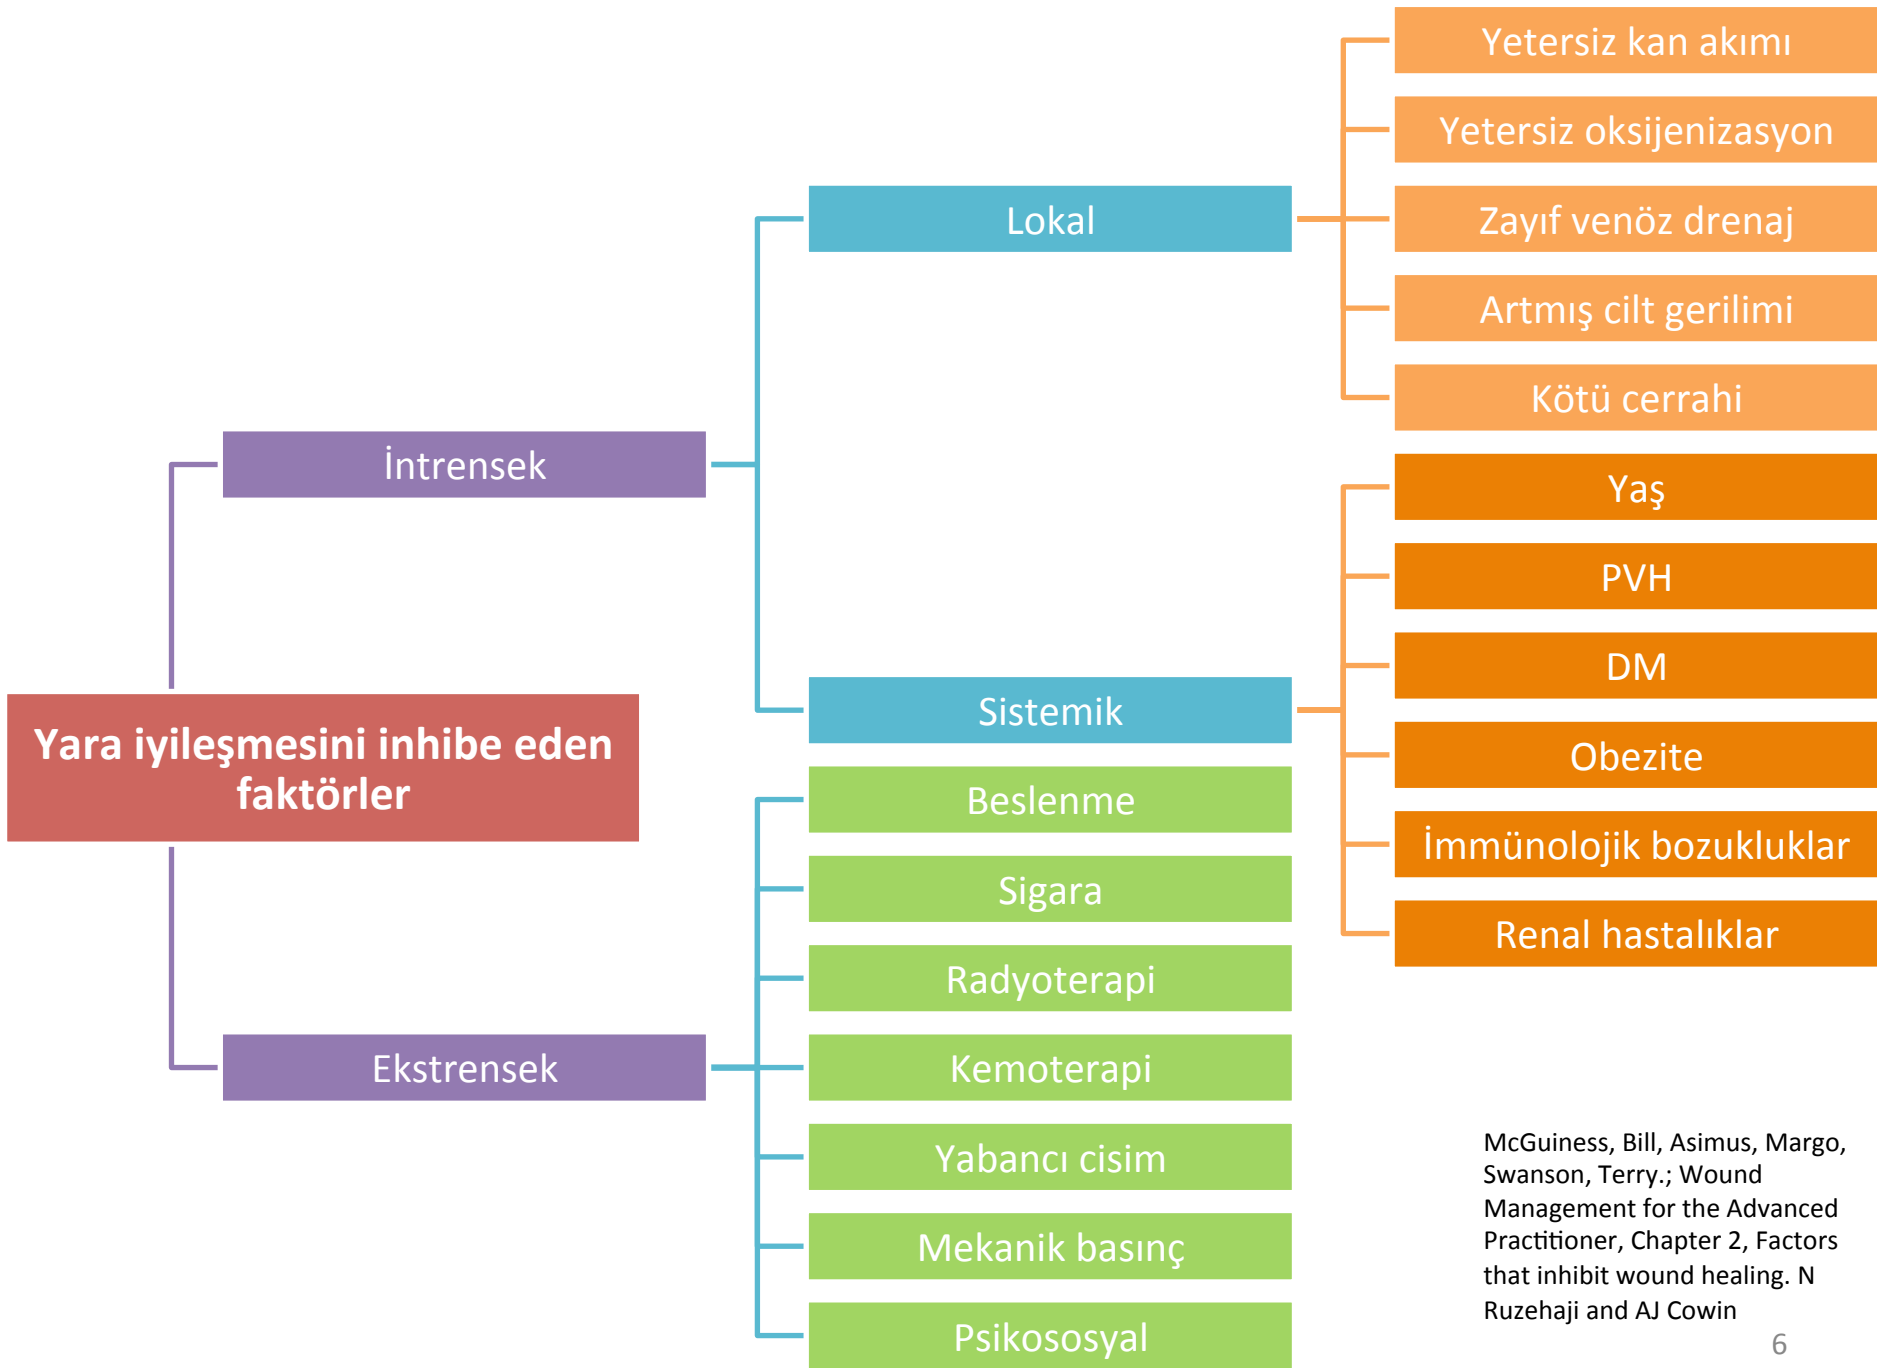 Yara iyileşmesini inhibe eden
faktörler
İntrensek
Lokal
Yetersiz kan akımı
Yetersiz oksijenizasyon
Zayıf venöz drenaj
Artmış cilt gerilimi
Kötü cerrahi
Sistemik
Yaş
PVH
DM
Obezite
İmmünolojik bozukluklar
Renal hastalıklar
Ekstrensek
Beslenme
Sigara
Radyoterapi
Kemoterapi
Yabancı cisim
Mekanik basınç
Psikososyal
McGuiness, Bill, Asimus, Margo,
Swanson, Terry.; Wound
Management for the Advanced
Practitioner, Chapter 2, Factors
that inhibit wound healing. N
Ruzehaji and AJ Cowin
6